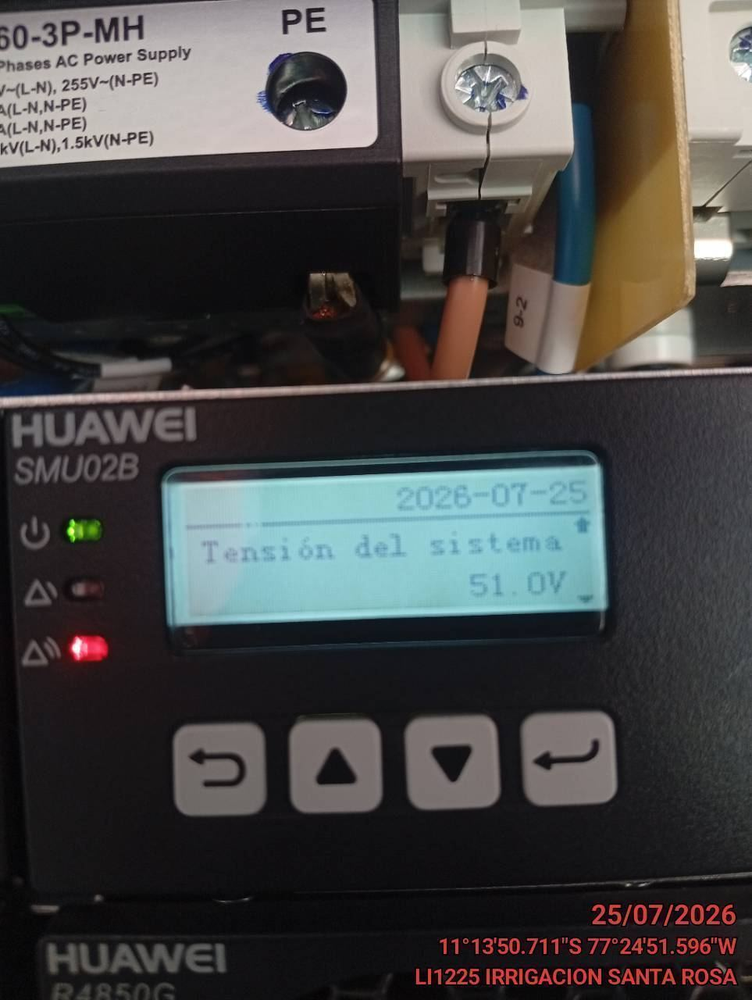 60-3P-MH
PE
Phases AC Power Supply
V~(L-N), 255V~(N-PE)
A(L-N,N-PE)
A(L-N,N-PE)
kV(L-N),1.5kV(N-PE)
9-2
HUAWEI
SMU02B
2026-07-25
Tensión del sistema
51.0V
HUAWEI
R4850G
25/07/2026
11°13'50.711"S 77°24'51.596"W
LI1225 IRRIGACION SANTA ROSA